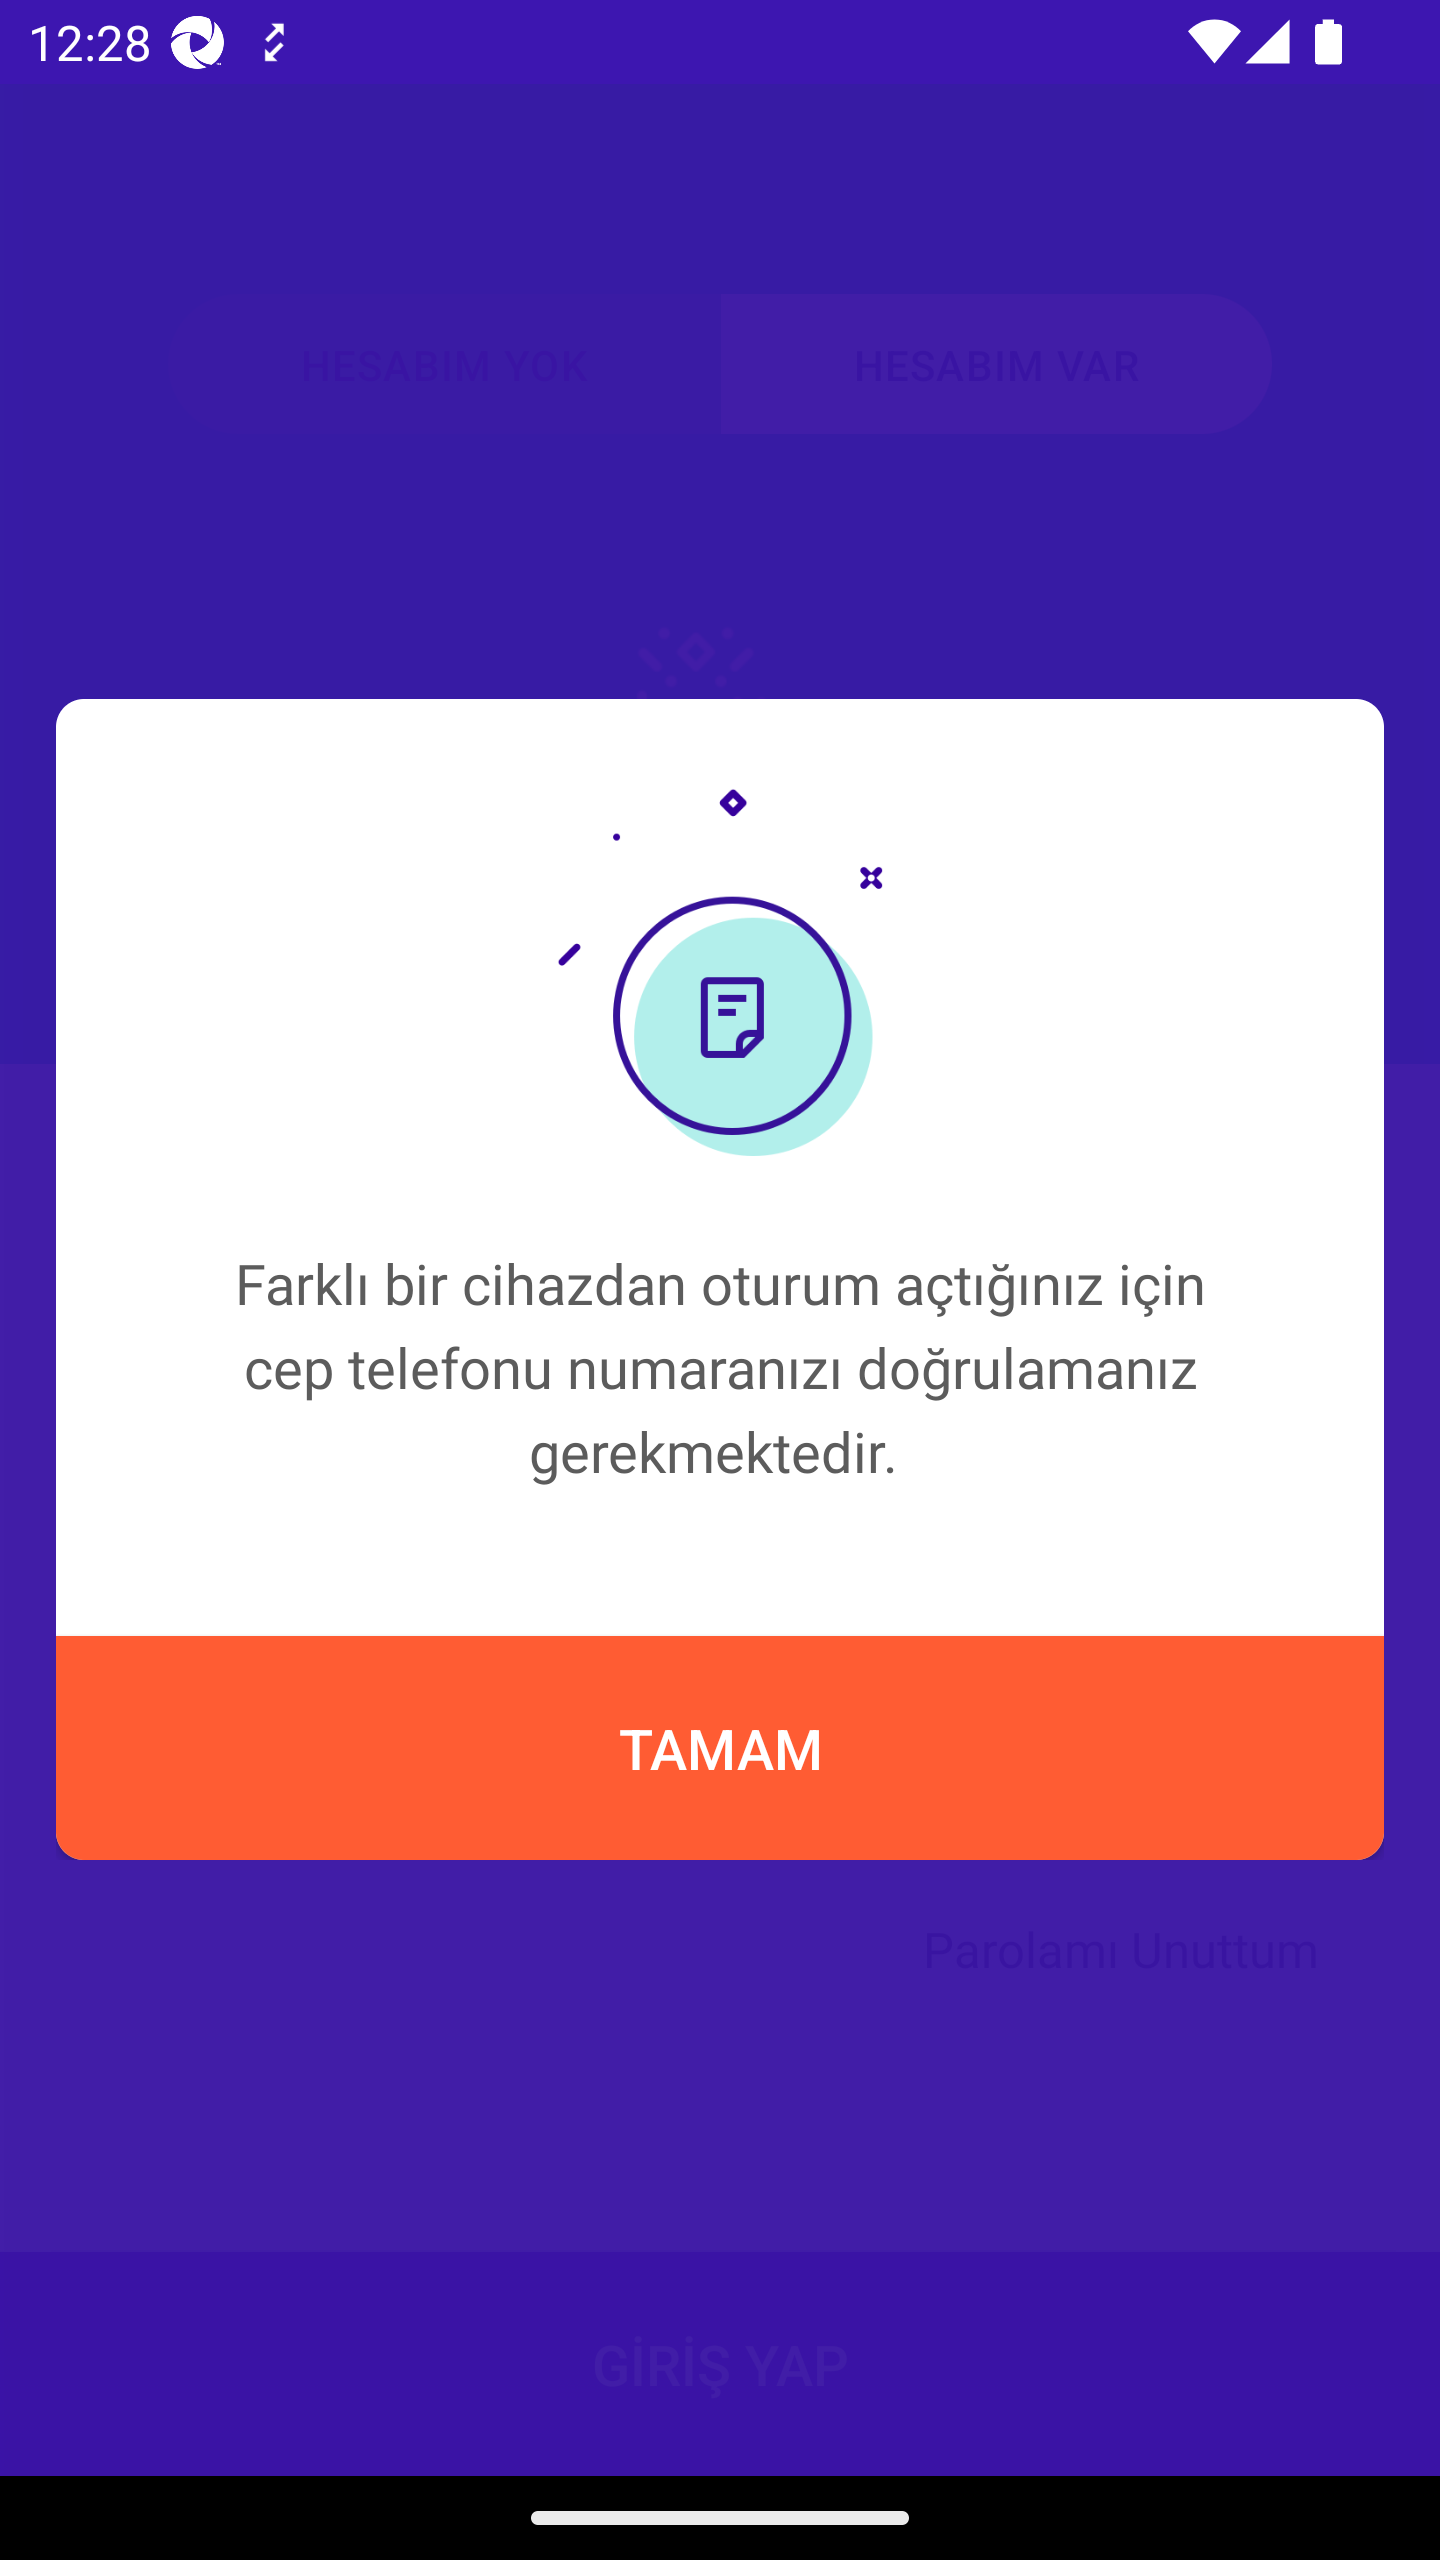 12:28
HESABIM YOK
HESABIM VAR
Farklı bir cihazdan oturum açtığınız için
cep telefonu numaranızı doğrulamanız
gerekmektedir.
TAMAM
Parolamı Unuttum
GİRİŞ YAP